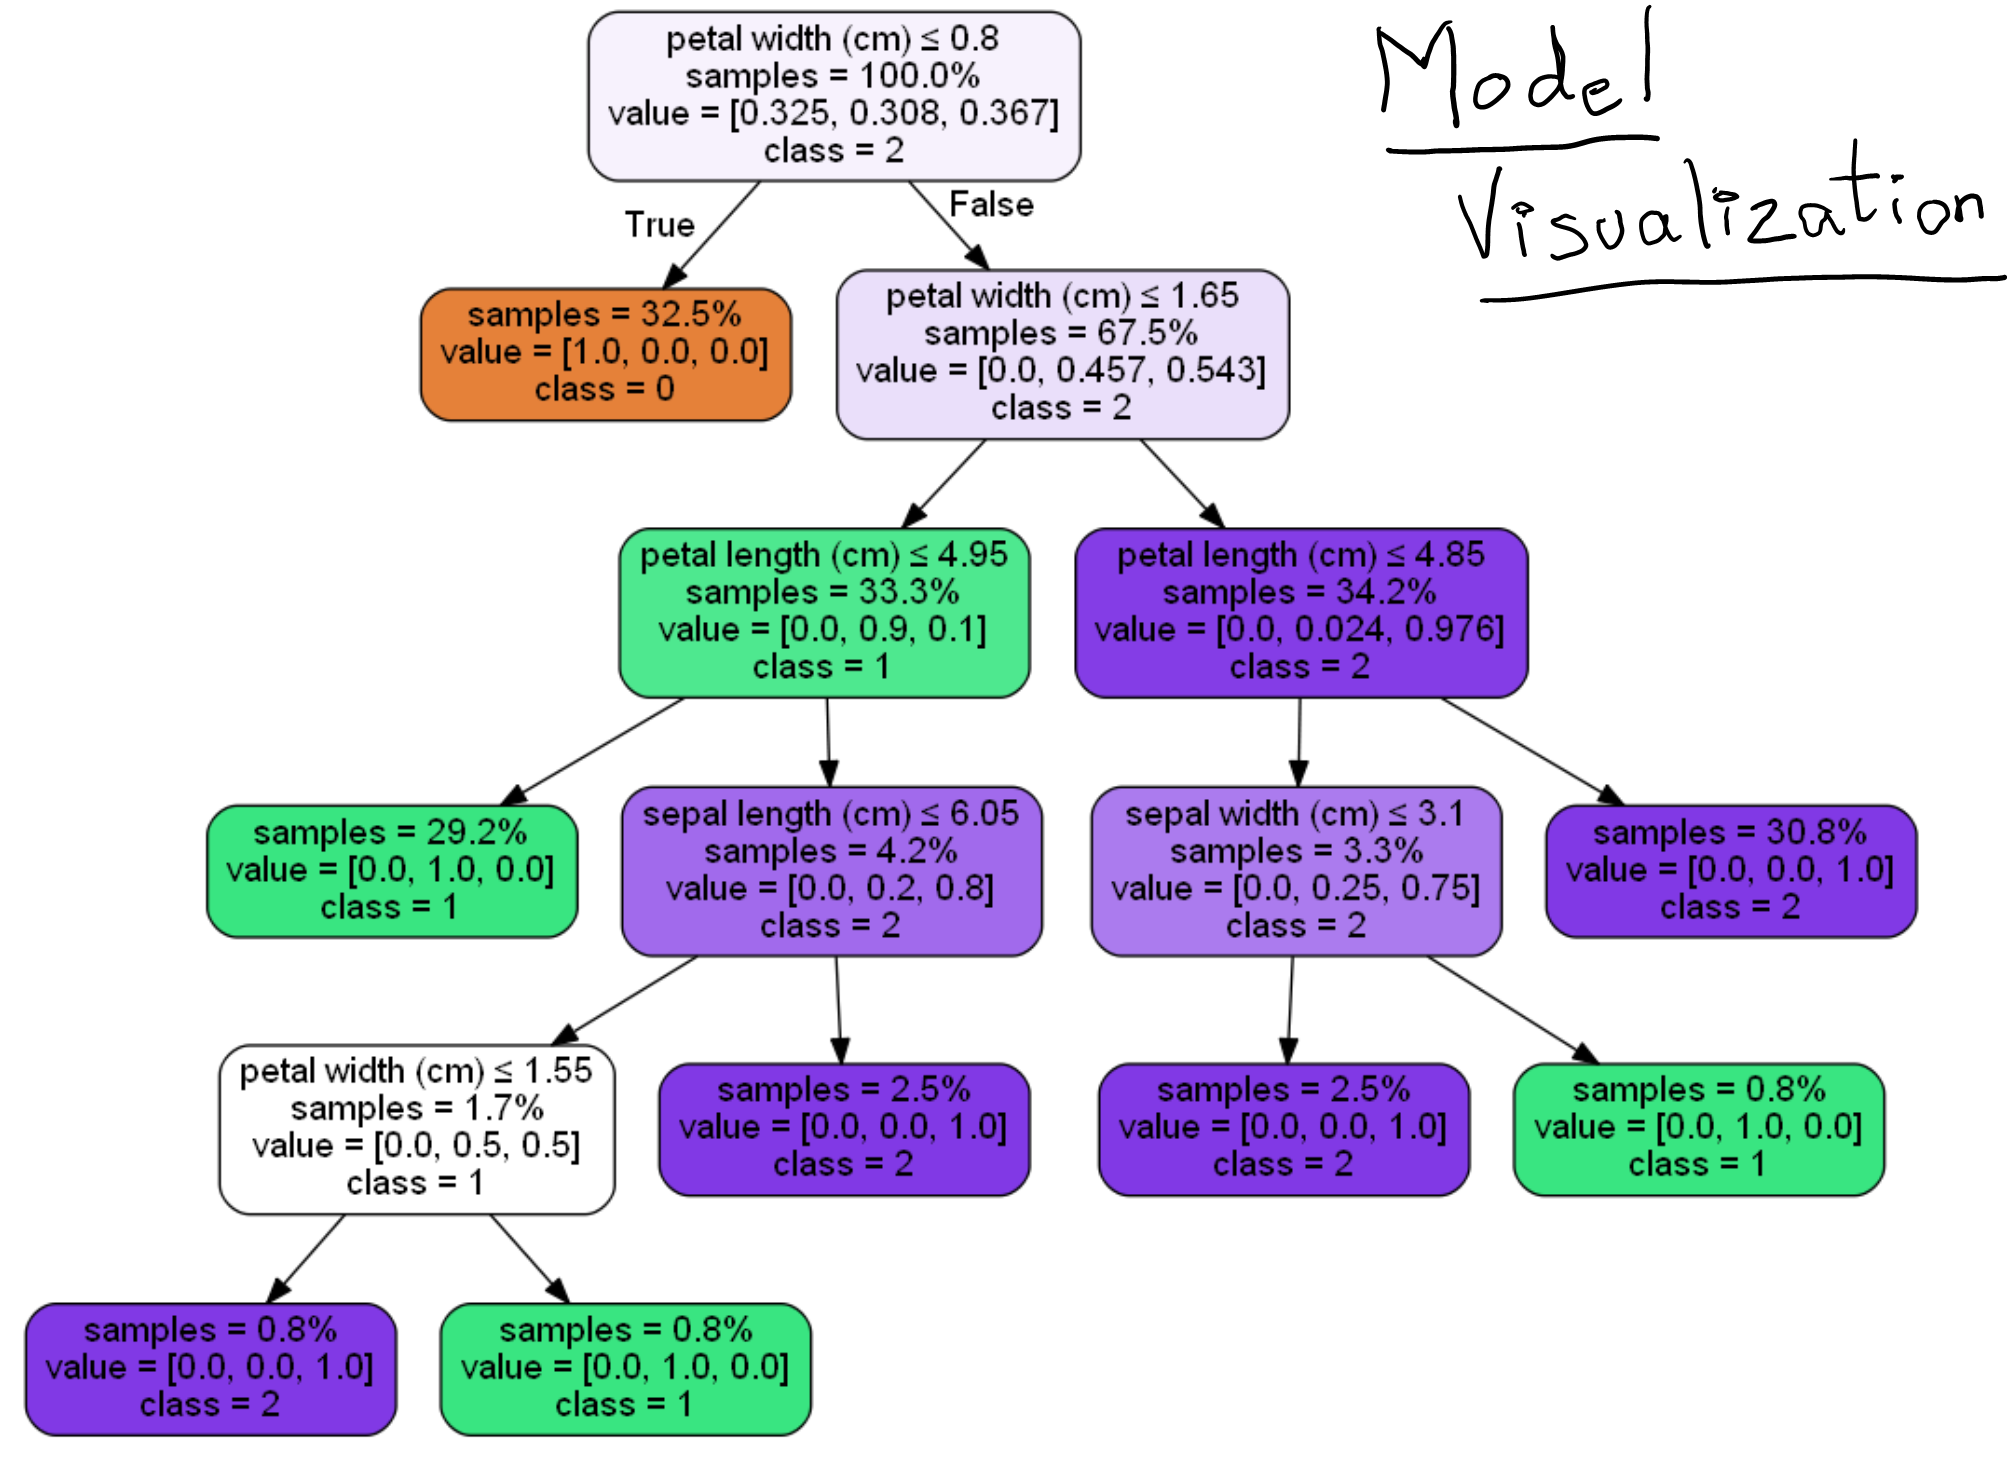 petal width (cm) ≤ 0.8
samples = 100.0%
value = [0.325, 0.308, 0.367]
class = 2
Model
Visualization
True
False
samples = 32.5%
value = [1.0, 0.0, 0.0]
class = 0
petal width (cm) ≤ 1.65
samples = 67.5%
value = [0.0, 0.457, 0.543]
class = 2
petal length (cm) ≤ 4.95
samples = 33.3%
value = [0.0, 0.9, 0.1]
class = 1
petal length (cm) ≤ 4.85
samples = 34.2%
value = [0.0, 0.024, 0.976]
class = 2
samples = 29.2%
value = [0.0, 1.0, 0.0]
class = 1
sepal length (cm) ≤ 6.05
samples = 4.2%
value = [0.0, 0.2, 0.8]
class = 2
sepal width (cm) ≤ 3.1
samples = 3.3%
value = [0.0, 0.25, 0.75]
class = 2
samples = 30.8%
value = [0.0, 0.0, 1.0]
class = 2
petal width (cm) ≤ 1.55
samples = 1.7%
value = [0.0, 0.5, 0.5]
class = 1
samples = 2.5%
value = [0.0, 0.0, 1.0]
class = 2
samples = 2.5%
value = [0.0, 0.0, 1.0]
class = 2
samples = 0.8%
value = [0.0, 1.0, 0.0]
class = 1
samples = 0.8%
value = [0.0, 0.0, 1.0]
class = 2
samples = 0.8%
value = [0.0, 1.0, 0.0]
class = 1